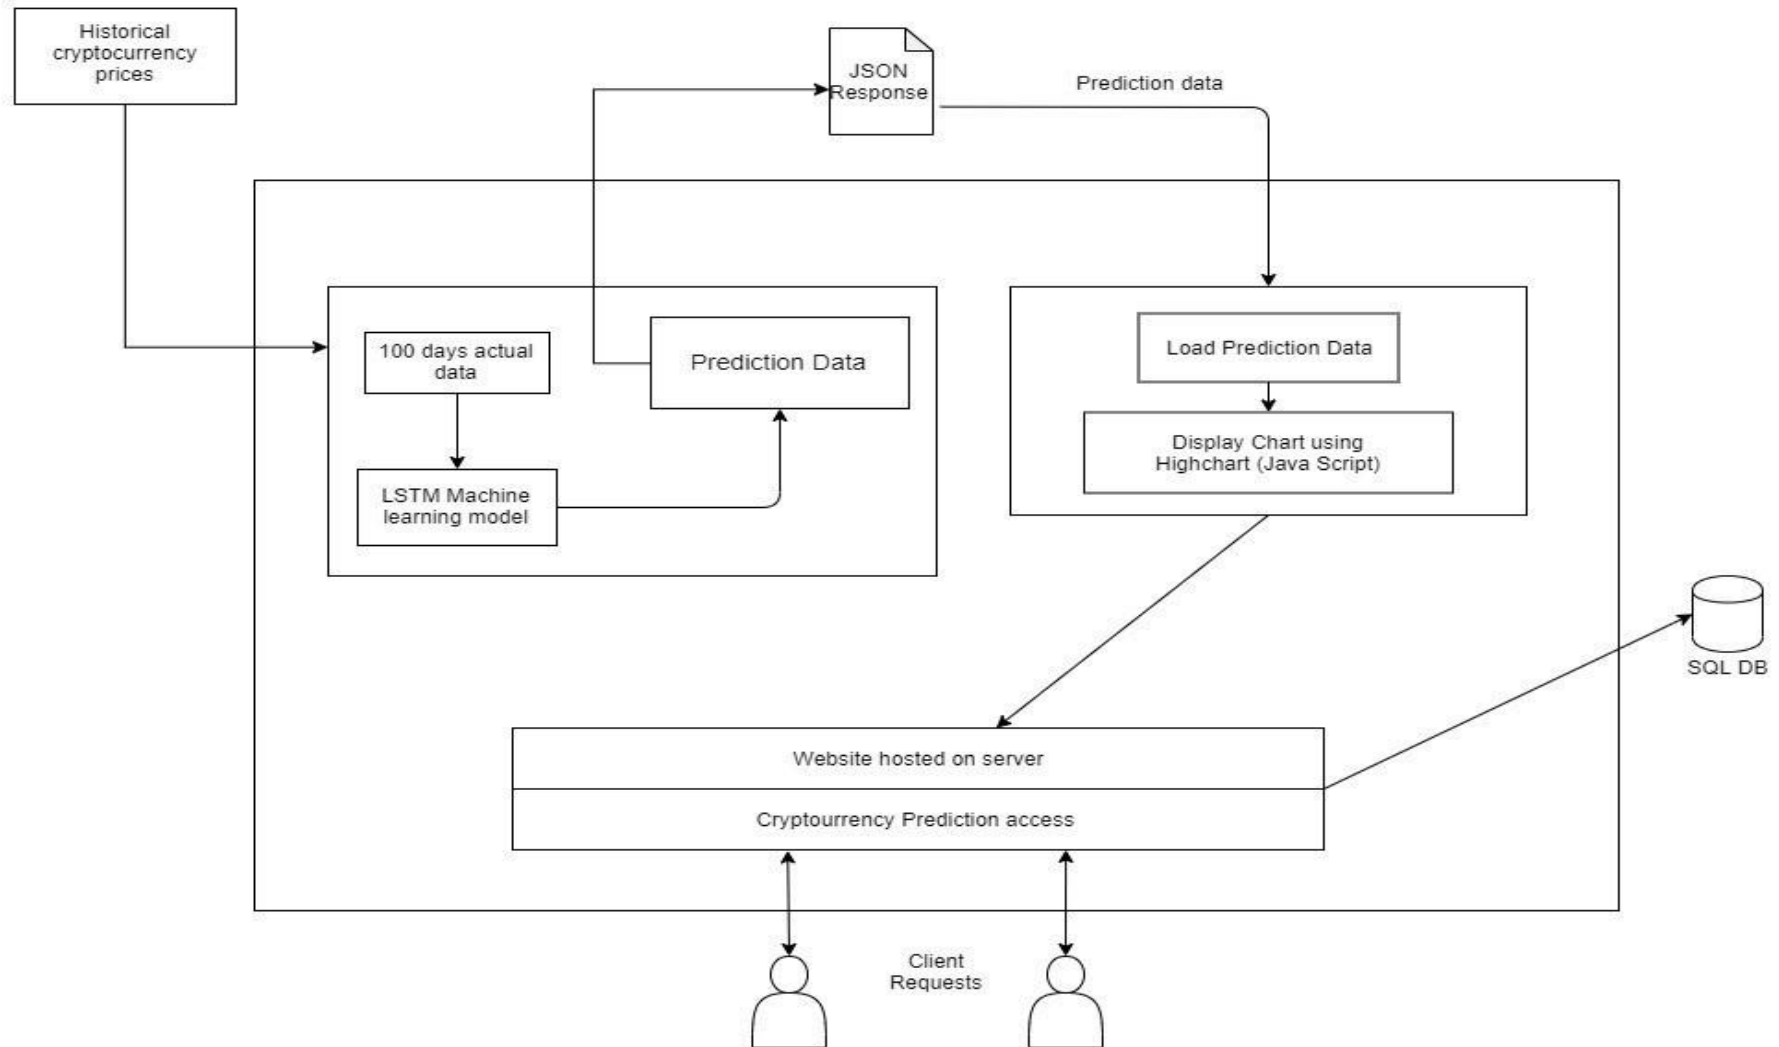 Historical
cryptocurrency
prices
JSON
Response
Prediction data
100 days actual
data
Prediction Data
LSTM Machine
learning model
Load Prediction Data
Display Chart using
Highchart (Java Script)
SQL DB
Website hosted on server
Cryptourrency Prediction access
Client
Requests